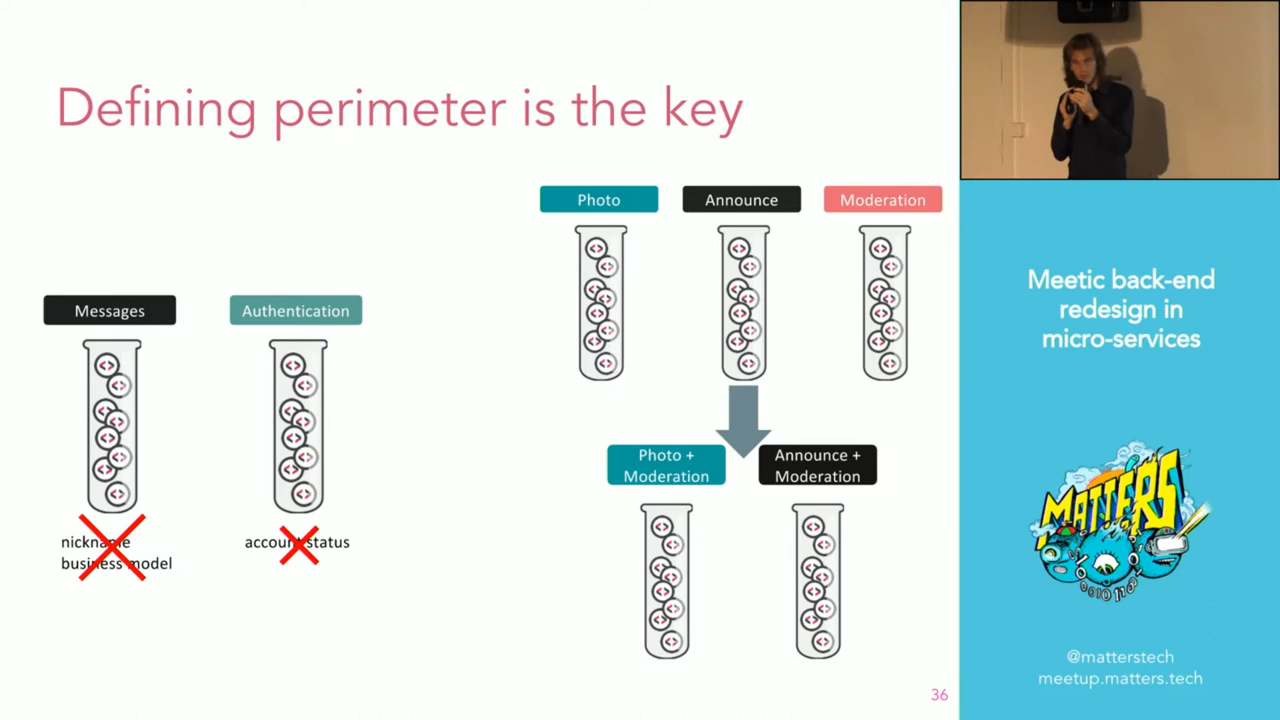 Defining perimeter is the key
Messages
Authentication
nickname
business model
account status
Photo
Announce
Moderation
Photo +
Moderation
Announce +
Moderation
36
Meetic back-end
redesign in
micro-services
MATTERS
@matterstech
meetup.matters.tech